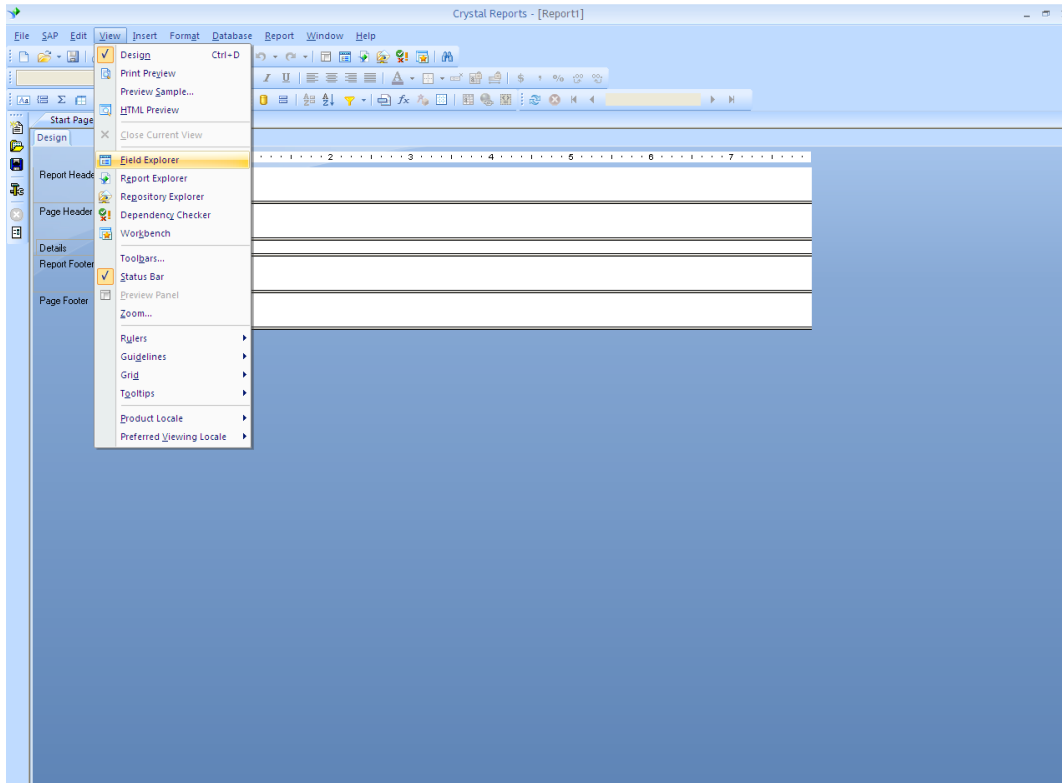 Crystal Reports - [Report1]
File SAP Edit View Insert Format Database Report Window Help
Design Ctrl+D
Print Preview
Preview Sample...
HTML Preview
Close Current View
Field Explorer
Report Explorer
Repository Explorer
Dependency Checker
Workbench
Toolbars...
Status Bar
Preview Panel
Zoom...
Rulers
Guidelines
Grid
Tooltips
Product Locale
Preferred Viewing Locale
Start Page
Design
2 3 4 5 6 7
Report Heade
Page Header
Details
Report Footer
Page Footer